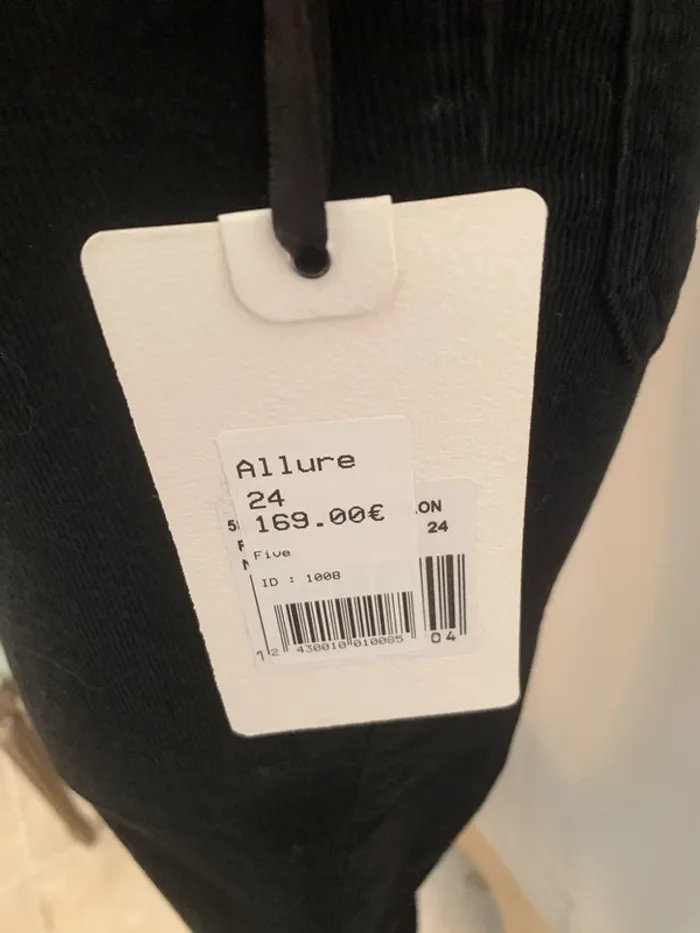 Allure
24
169.00€
Five
ID : 1008
2 430010 010085
ON
24
04